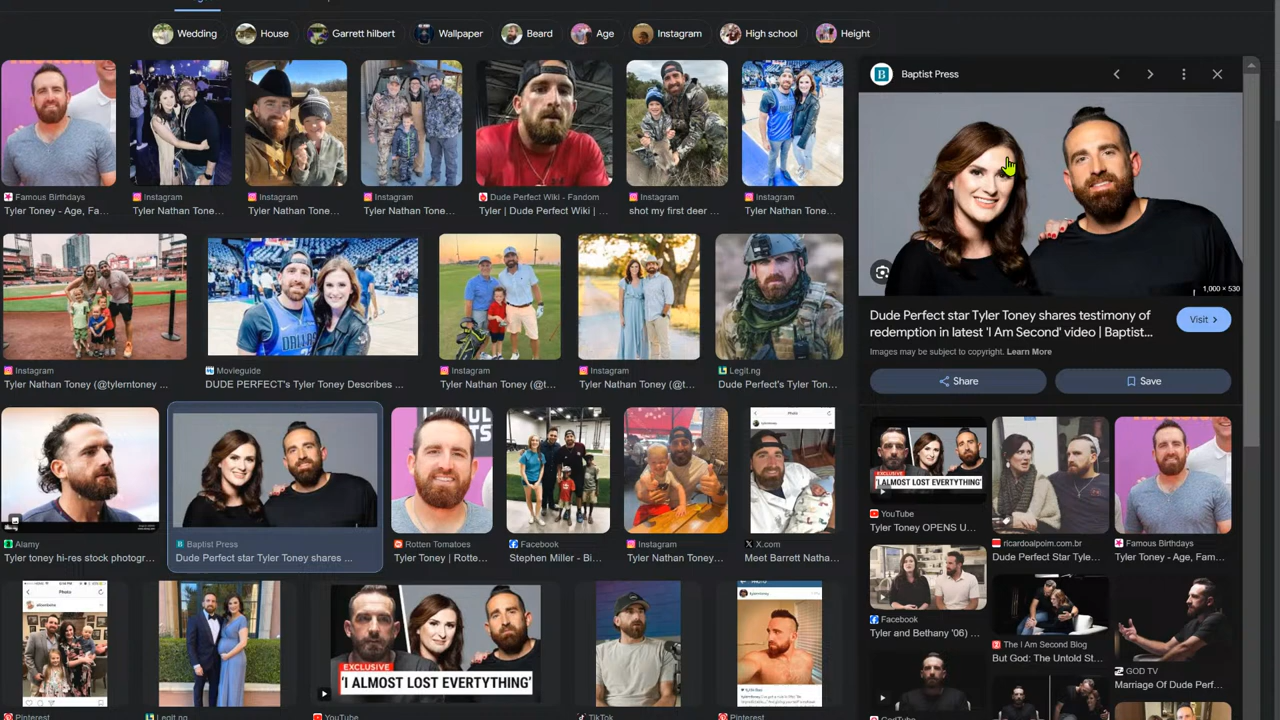 Wedding
House
Garrett hilbert
Wallpaper
Beard
Age
Instagram
High school
Height
Famous Birthdays
Tyler Toney - Age, Fa...
Instagram
Tyler Nathan Tone...
Instagram
Tyler Nathan Tone...
Instagram
Tyler Nathan Tone...
Dude Perfect Wiki - Fandom
Tyler | Dude Perfect Wiki | ...
Instagram
shot my first deer ...
Instagram
Tyler Nathan Tone...
DALLAS
Instagram
Tyler Nathan Toney (@tylerntoney ...
Movieguide
DUDE PERFECT's Tyler Toney Describes ...
Instagram
Tyler Nathan Toney (@t...
Instagram
Tyler Nathan Toney (@t...
Legit.ng
Dude Perfect's Tyler Ton...
Alamy
Tyler toney hi-res stock photogr...
Baptist Press
Dude Perfect star Tyler Toney shares ...
Rotten Tomatoes
Tyler Toney | Rotte...
Facebook
Stephen Miller - Bi...
Instagram
Tyler Nathan Toney...
Photo
X.com
Meet Barrett Natha...
Photo
Pinterest
Legit.ng
EXCLUSIVE
'I ALMOST LOST EVERYTHING'
YouTube
TikTok
Pinterest
B
Baptist Press
1,000 × 530
Dude Perfect star Tyler Toney shares testimony of
redemption in latest 'I Am Second' video | Baptist...
Visit
Images may be subject to copyright. Learn More
Share
Save
EXCLUSIVE
'I ALMOST LOST EVERYTHING'
YouTube
Tyler Toney OPENS U...
ricardoalpoim.com.br
Dude Perfect Star Tyle...
Famous Birthdays
Tyler Toney - Age, Fam...
Facebook
Tyler and Bethany '06) ...
The I Am Second Blog
But God: The Untold St...
GOD TV
Marriage Of Dude Perf...